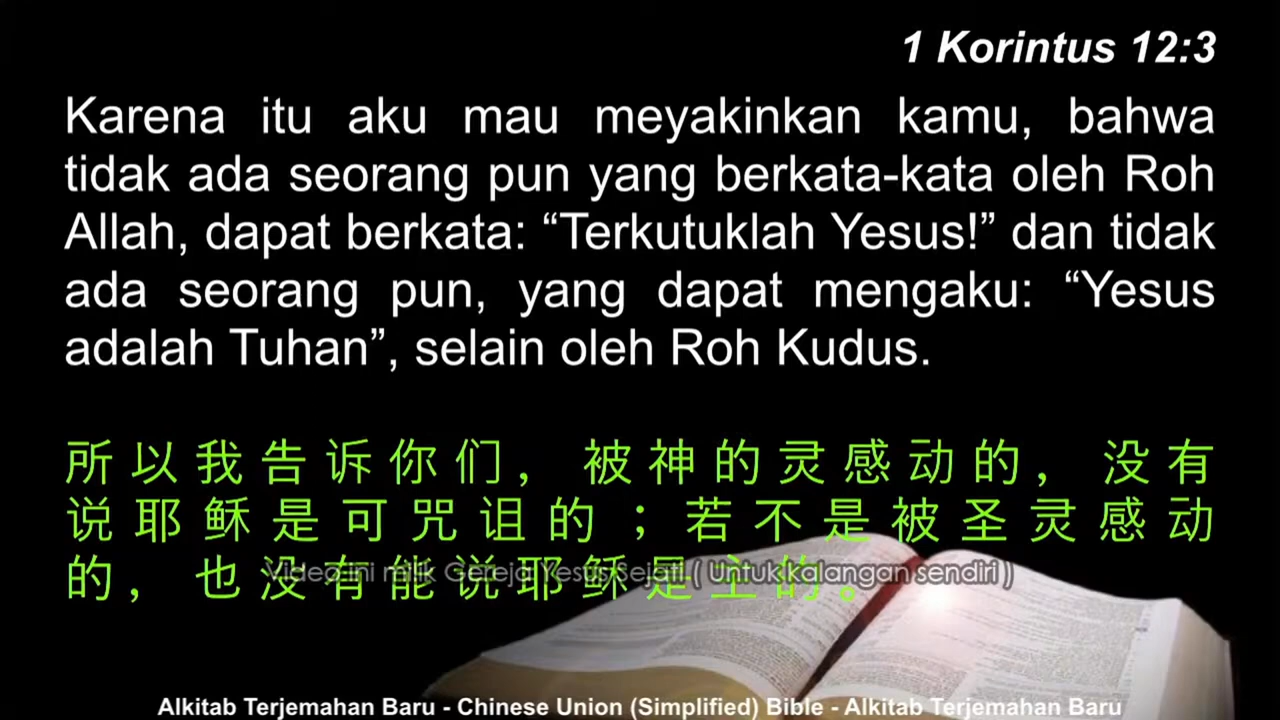 1 Korintus 12:3
Karena itu aku mau meyakinkan kamu, bahwa
tidak ada seorang pun yang berkata-kata oleh Roh
Allah, dapat berkata: “Terkutuklah Yesus!” dan tidak
ada seorang pun, yang dapat mengaku: “Yesus
adalah Tuhan”, selain oleh Roh Kudus.
所以我告诉你们，被神的灵感动的，没有
说耶稣是可咒诅的；若不是被圣灵感动
的，也没有能说耶稣是主的。
Video ini milik Gereja Yesus Sejati ( Untuk kalangan sendiri )
Alkitab Terjemahan Baru - Chinese Union (Simplified) Bible - Alkitab Terjemahan Baru